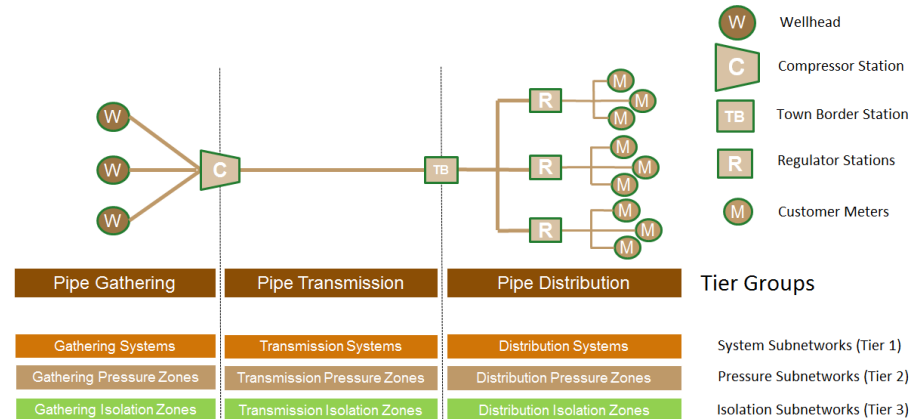 W
Wellhead
C
Compressor Station
TB
Town Border Station
R
Regulator Stations
M
Customer Meters
W
W
W
C
TB
R
M
M
M
R
M
M
M
R
M
M
M
Pipe Gathering
Pipe Transmission
Pipe Distribution
Tier Groups
Gathering Systems
Transmission Systems
Distribution Systems
System Subnetworks (Tier 1)
Gathering Pressure Zones
Transmission Pressure Zones
Distribution Pressure Zones
Pressure Subnetworks (Tier 2)
Gathering Isolation Zones
Transmission Isolation Zones
Distribution Isolation Zones
Isolation Subnetworks (Tier 3)